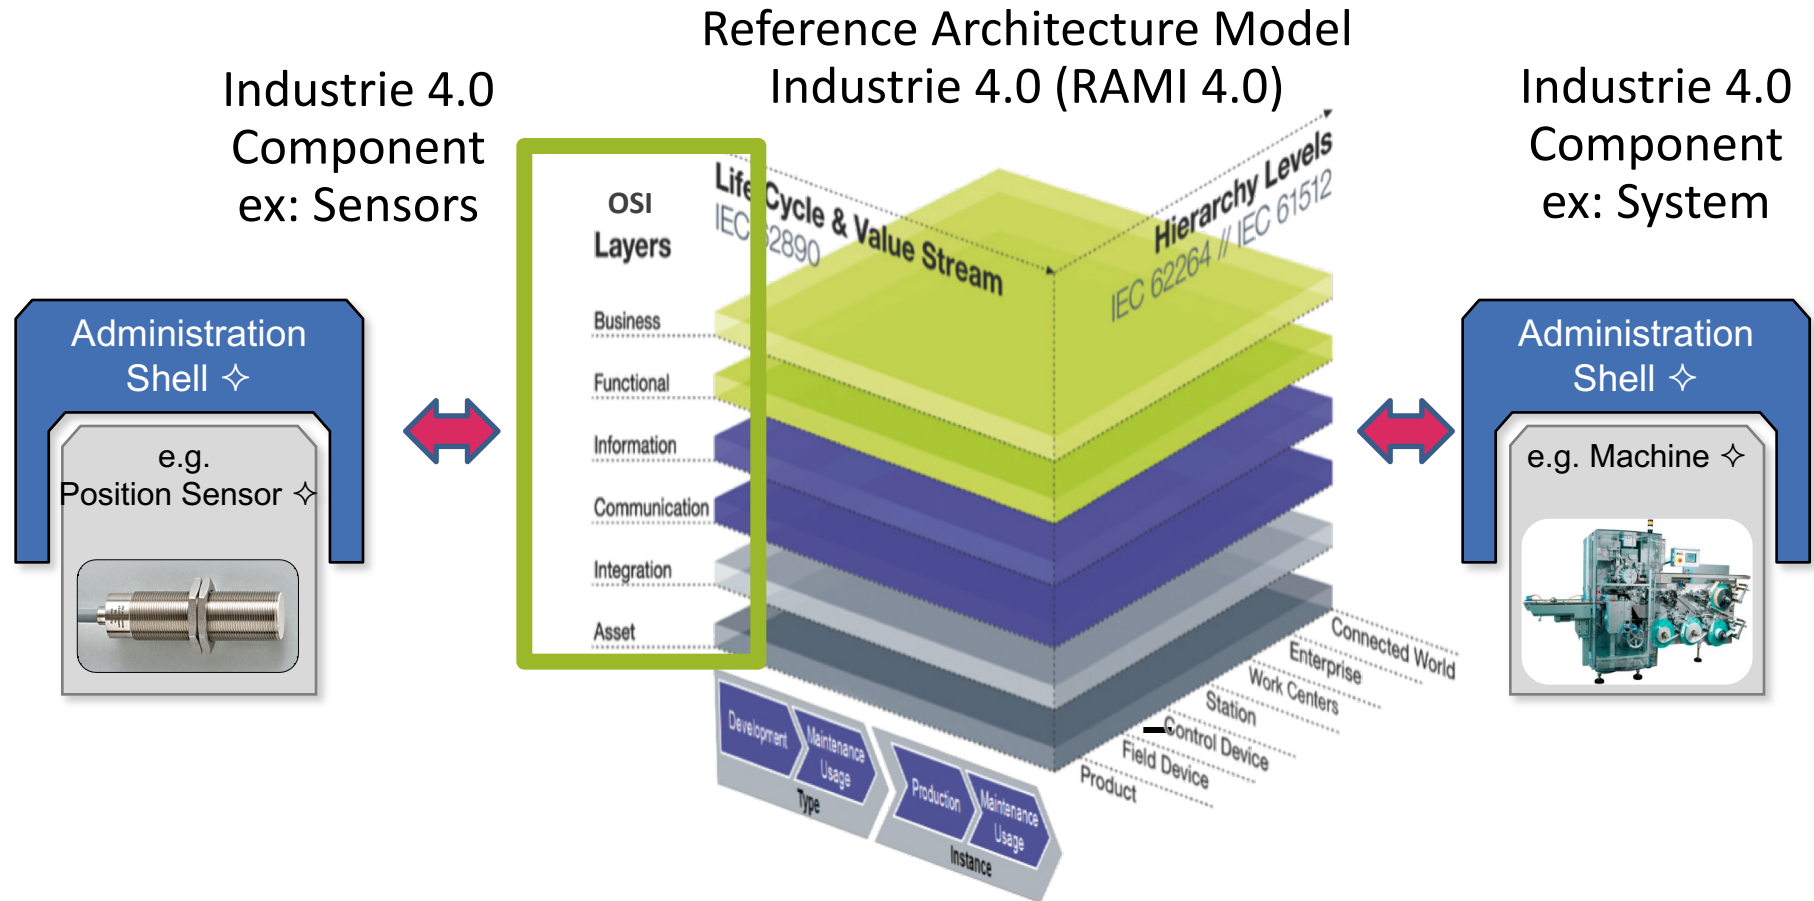 Reference Architecture Model
Industrie 4.0 (RAMI 4.0)
Industrie 4.0
Component
ex: Sensors
Industrie 4.0
Component
ex: System
Administration
Shell ✧
e.g.
Position Sensor ✧
OSI
Layers
Business
Functional
Information
Communication
Integration
Asset
Life Cycle & Value Stream
IEC 62890
Hierarchy Levels
IEC 62264 // IEC 61512
Administration
Shell ✧
e.g. Machine ✧
Connected World
Enterprise
Work Centers
Station
Control Device
Field Device
Product
Development
Maintenance
Usage
Type
Production
Maintenance
Usage
Instance